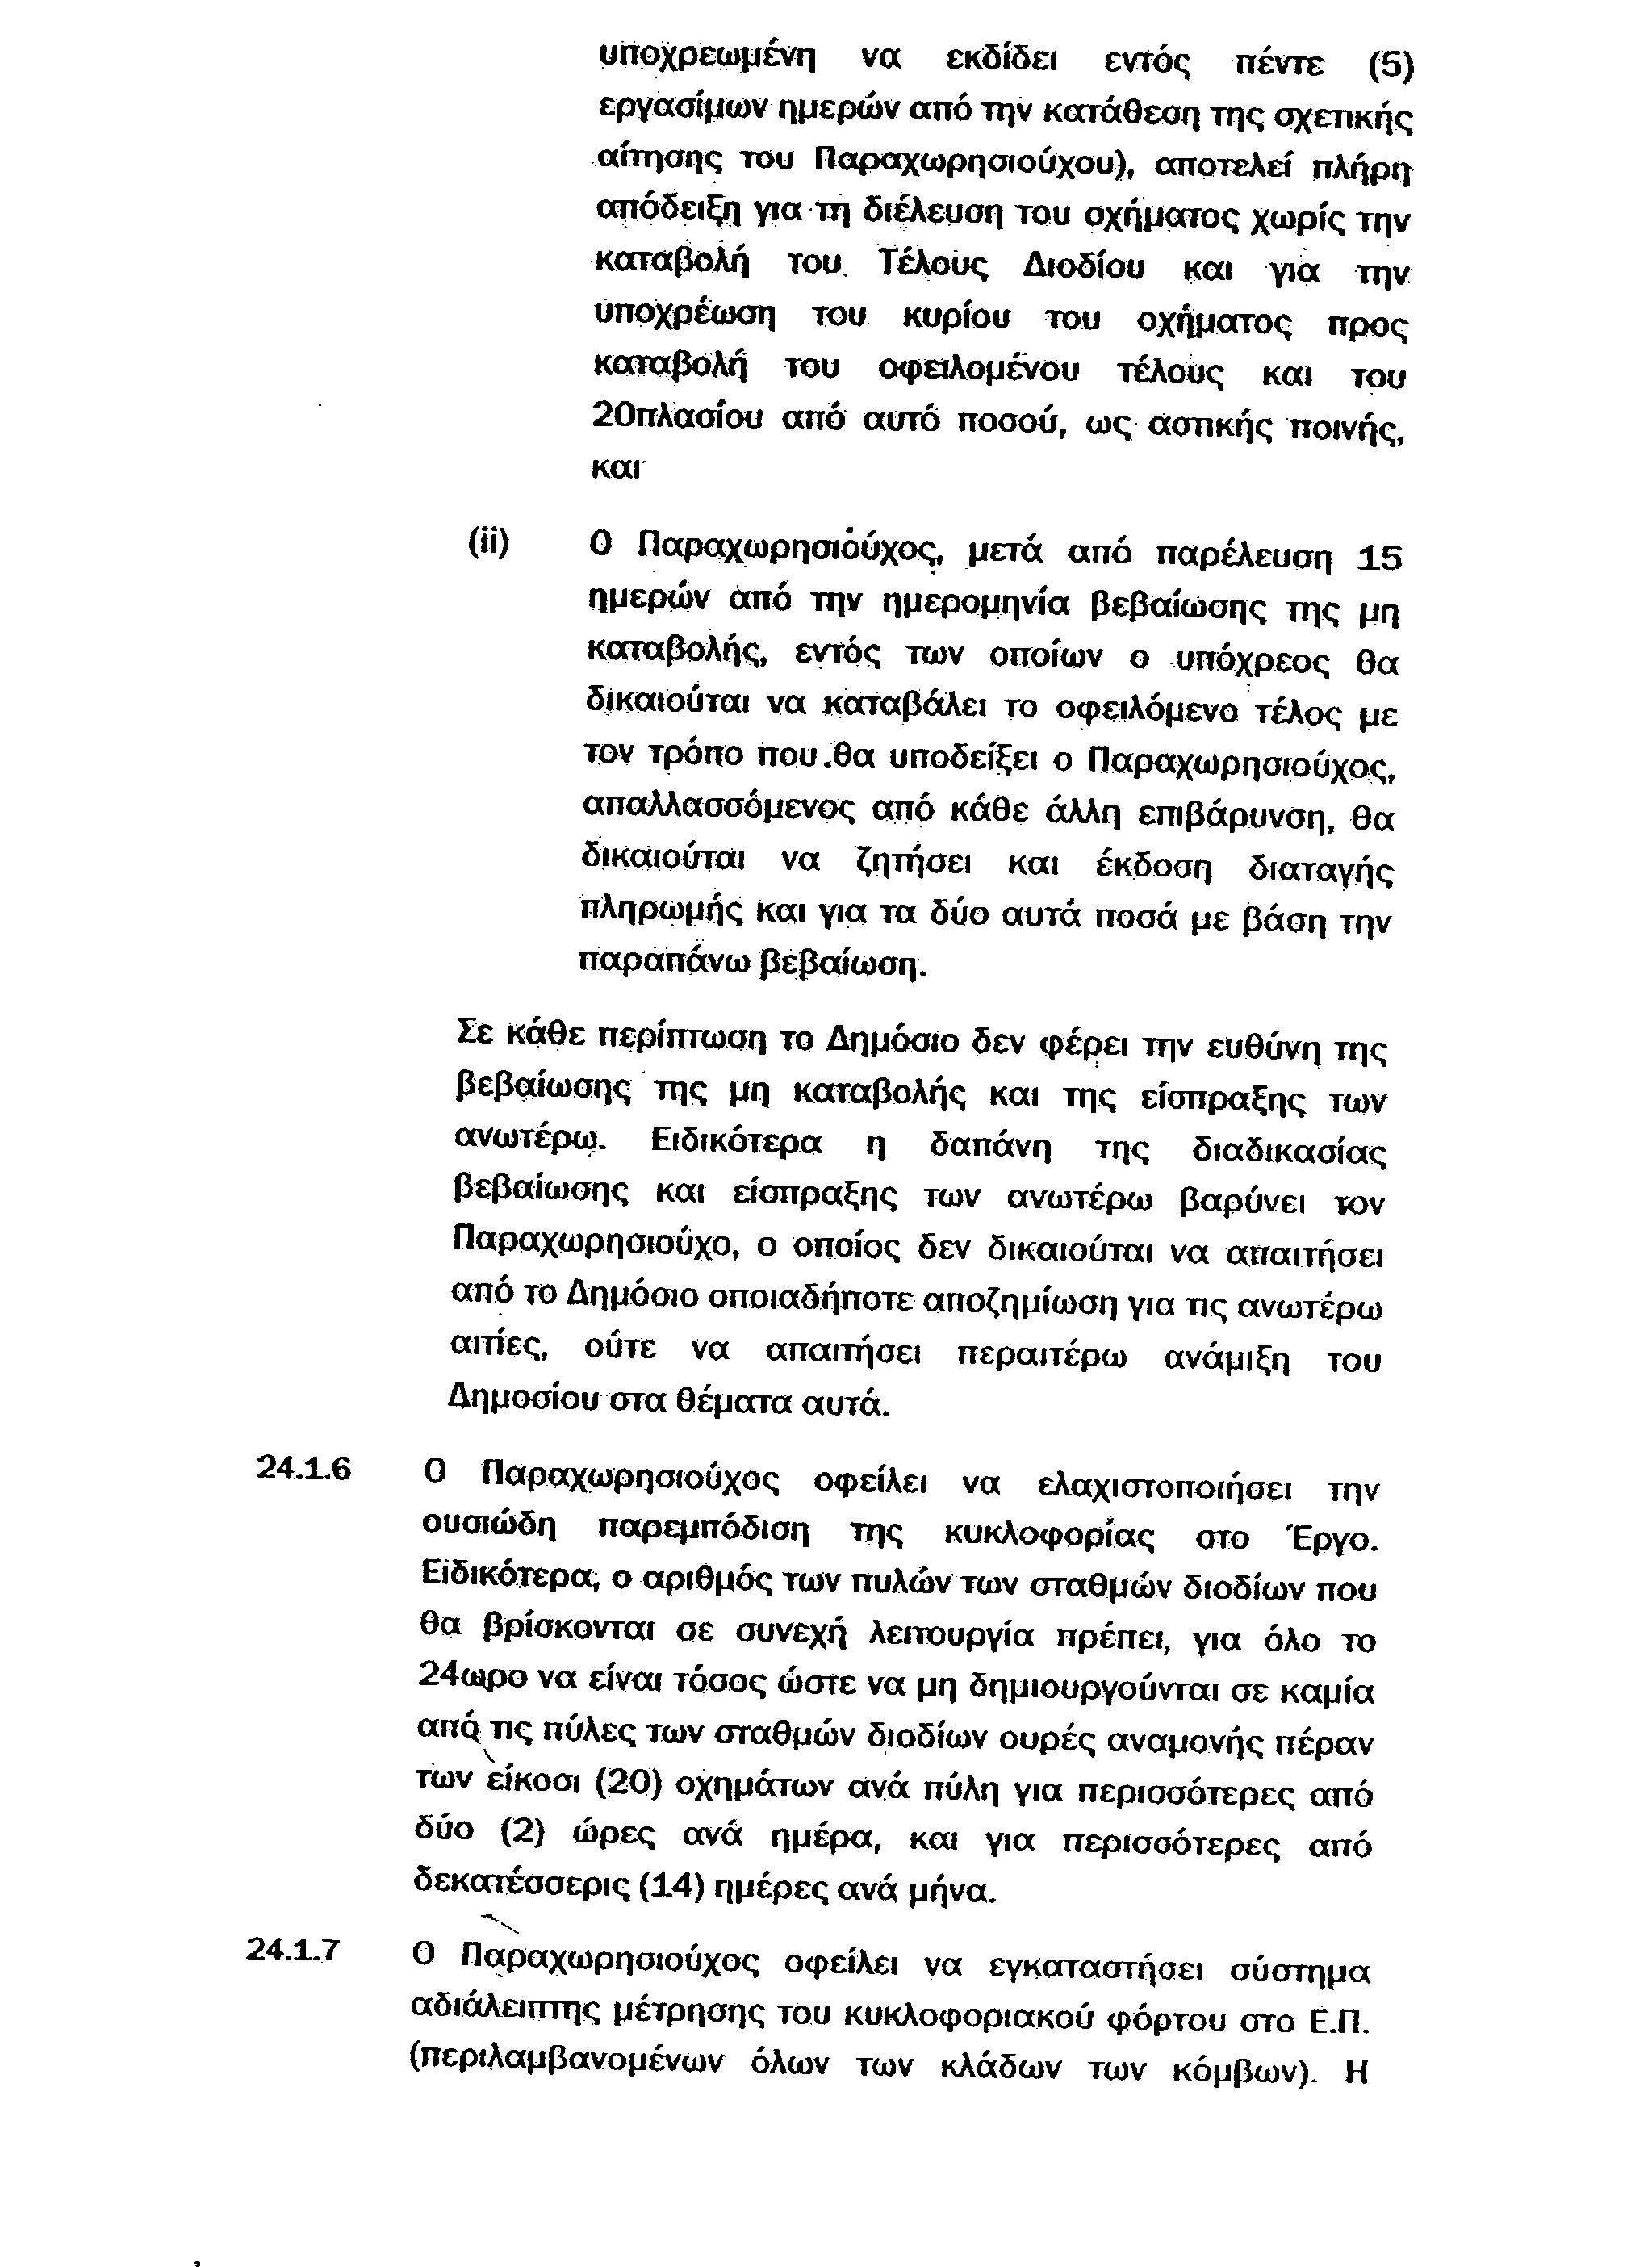 υποχρεωμένη να εκδίδει εντός πέντε (5)
εργασίμων ημερών από την κατάθεση της σχετικής
αίτησης του Παραχωρησιούχου), αποτελεί πλήρη
απόδειξη για τη διέλευση του οχήματος χωρίς την
καταβολή του Τέλους Διοδίου και για την
υποχρέωση του κυρίου του οχήματος προς
καταβολή του οφειλομένου τέλους και του
20πλασίου από αυτό ποσού, ως αστικής ποινής,
και
(ii) Ο Παραχωρησιούχος, μετά από παρέλευση 15
ημερών από την ημερομηνία βεβαίωσης της μη
καταβολής, εντός των οποίων ο υπόχρεος θα
δικαιούται να καταβάλει το οφειλόμενο τέλος με
τον τρόπο που θα υποδείξει ο Παραχωρησιούχος,
απαλλασσόμενος από κάθε άλλη επιβάρυνση, θα
δικαιούται να ζητήσει και έκδοση διαταγής
πληρωμής και για τα δύο αυτά ποσά με βάση την
παραπάνω βεβαίωση.
Σε κάθε περίπτωση το Δημόσιο δεν φέρει την ευθύνη της
βεβαίωσης της μη καταβολής και της είσπραξης των
ανωτέρω. Ειδικότερα η δαπάνη της διαδικασίας
βεβαίωσης και είσπραξης των ανωτέρω βαρύνει τον
Παραχωρησιούχο, ο οποίος δεν δικαιούται να απαιτήσει
από το Δημόσιο οποιαδήποτε αποζημίωση για τις ανωτέρω
αιτίες, ούτε να απαιτήσει περαιτέρω ανάμιξη του
Δημοσίου στα θέματα αυτά.
24.1.6 Ο Παραχωρησιούχος οφείλει να ελαχιστοποιήσει την
ουσιώδη παρεμπόδιση της κυκλοφορίας στο Έργο.
Ειδικότερα, ο αριθμός των πυλών των σταθμών διοδίων που
θα βρίσκονται σε συνεχή λειτουργία πρέπει, για όλο το
24ωρο να είναι τόσος ώστε να μη δημιουργούνται σε καμία
από τις πύλες των σταθμών διοδίων ουρές αναμονής πέραν
των είκοσι (20) οχημάτων ανά πύλη για περισσότερες από
δύο (2) ώρες ανά ημέρα, και για περισσότερες από
δεκατέσσερις (14) ημέρες ανά μήνα.
24.1.7 Ο Παραχωρησιούχος οφείλει να εγκαταστήσει σύστημα
αδιάλειπτης μέτρησης του κυκλοφοριακού φόρτου στο Ε.Π.
(περιλαμβανομένων όλων των κλάδων των κόμβων). Η